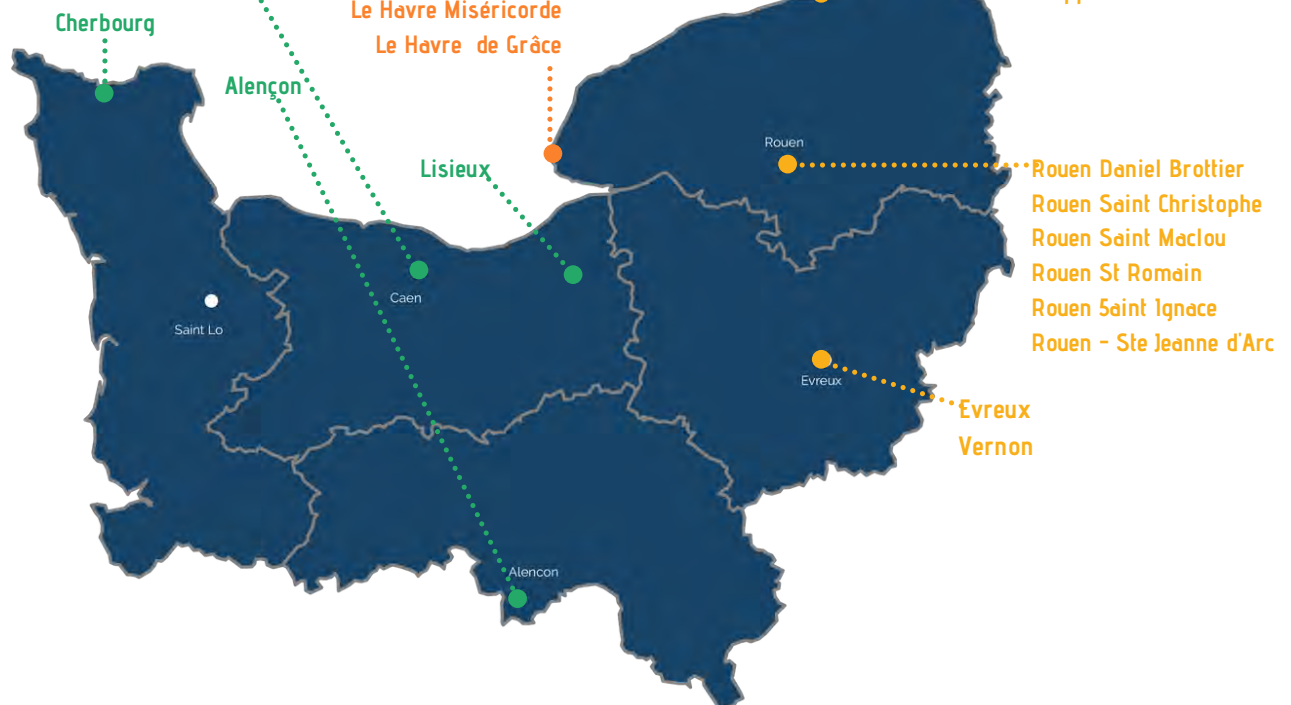 Le Havre Miséricorde
Le Havre de Grâce
Cherbourg
Alençon
Lisieux
Rouen
Rouen Daniel Brottier
Rouen Saint Christophe
Rouen Saint Maclou
Rouen St Romain
Rouen Saint Ignace
Rouen - Ste Jeanne d'Arc
Caen
Saint Lo
Evreux
Evreux
Vernon
Alencon